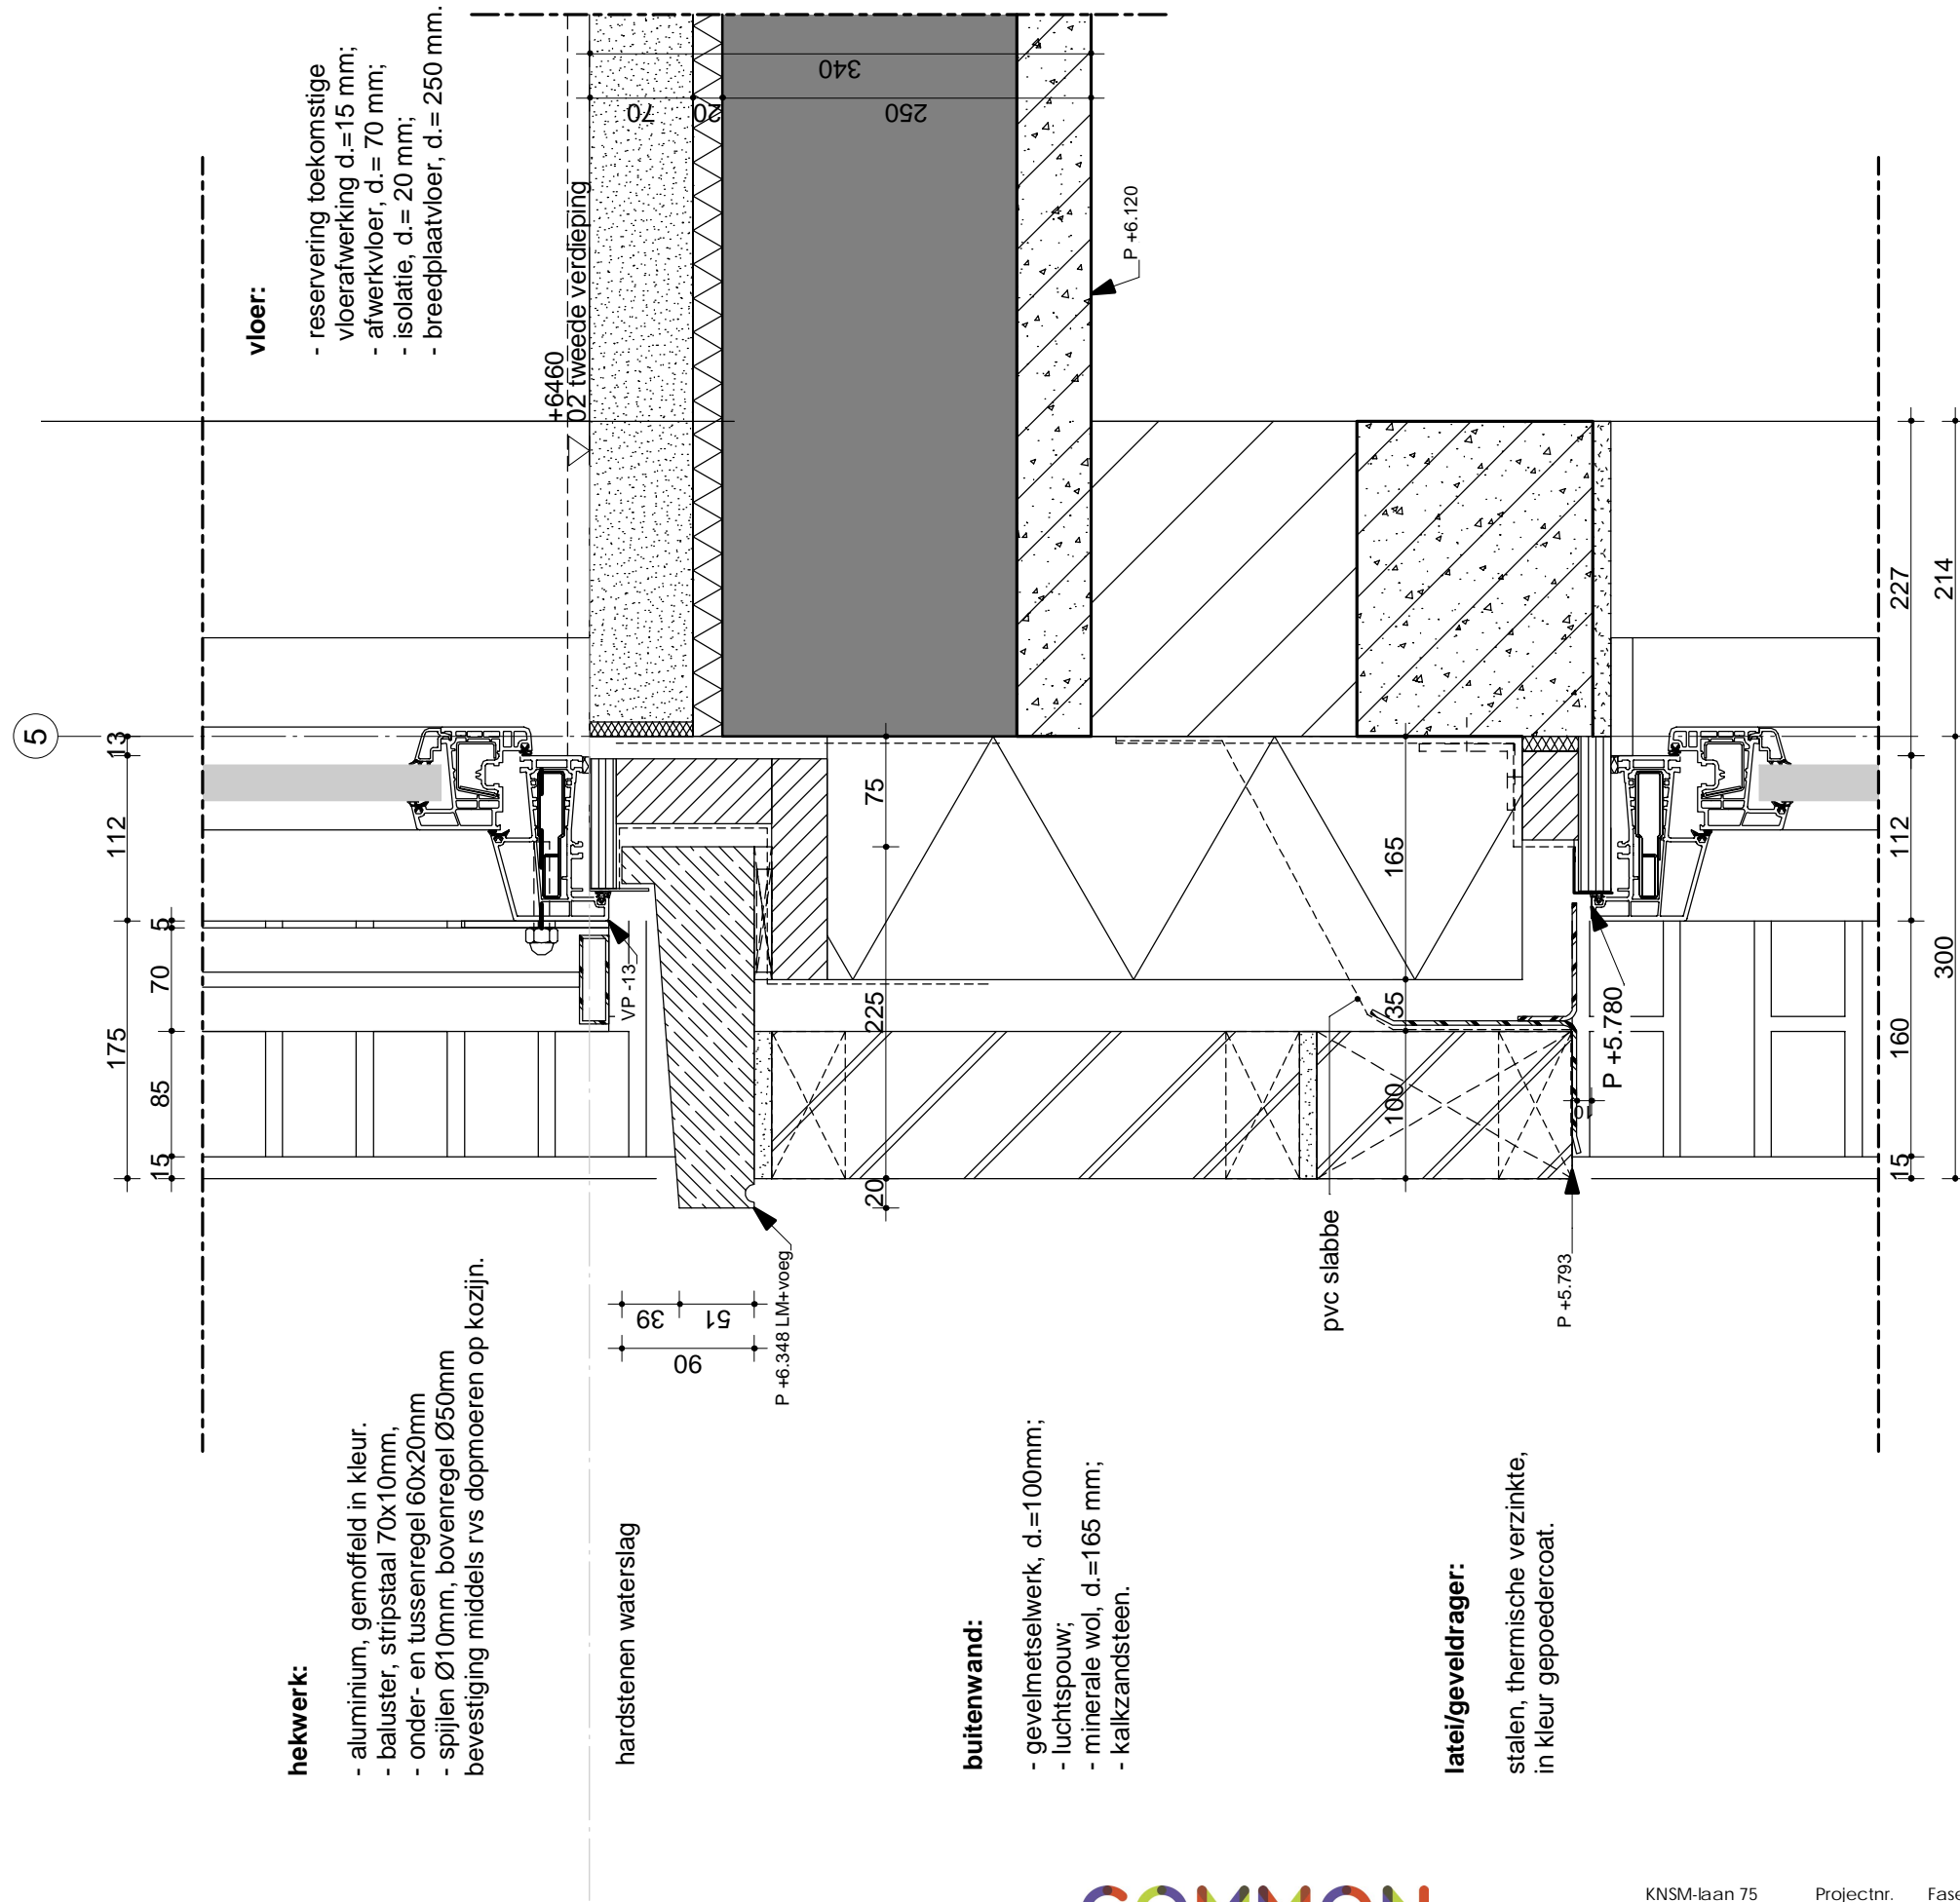 vloer:
- reservering toekomstige
vloerafwerking d.=15 mm;
- afwerkvloer, d.= 70 mm;
- isolatie, d.= 20 mm;
- breedplaatvloer, d.= 250 mm.
hekwerk:
- aluminium, gemoffeld in kleur.
- baluster, stripstaal 70x10mm,
- onder- en tussenregel 60x20mm
- spijlen Ø10mm, bovenregel Ø50mm
bevestiging middels rvs dopmoeren op kozijn.
hardstenen waterslag
buitenwand:
- gevelmetselwerk, d.=100mm;
- luchtspouw;
- minerale wol, d.=165 mm;
- kalkzandsteen.
latei/geveldrager:
stalen, thermische verzinkte,
in kleur gepoedercoat.
5
13
112
175
5
70
85
15
+6460
02 tweede verdieping
340
70
20
250
P +6.120
VP -13
75
225
20
39
51
90
P +6.348 LM+voeg
165
35
100
pvc slabbe
10
P +5.780
P +5.793
227
112
160
15
214
300
COMMON
KNSM-laan 75
Projectnr.